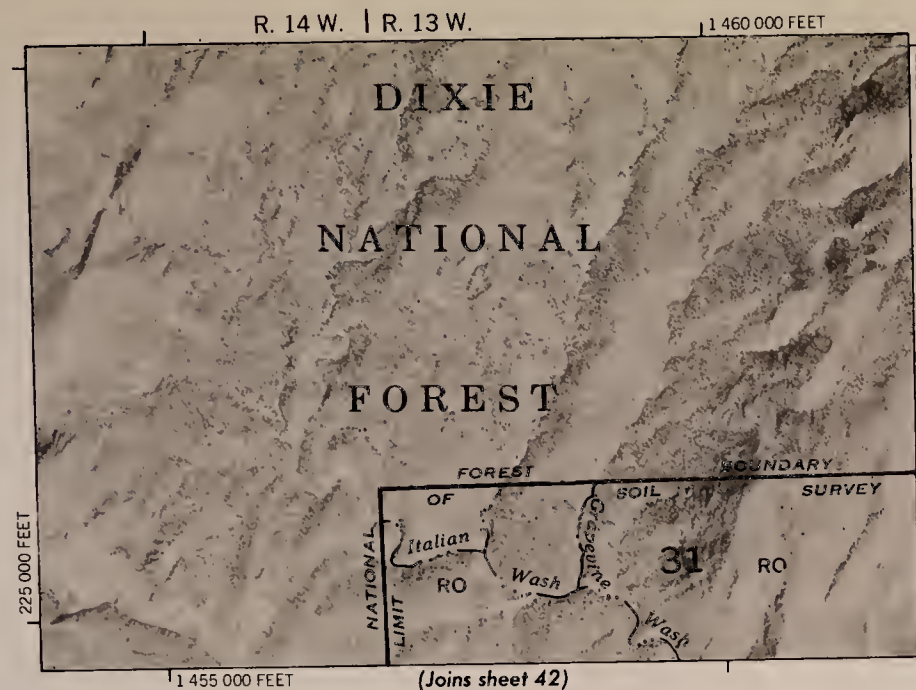 R. 14 W. | R. 13 W.
1 460 000 FEET
DIXIE
NATIONAL
FOREST
FOREST BOUNDARY
OF SOIL SURVEY
NATIONAL
LIMIT
Italian
Wash
Grapevine
Wash
RO
31
RO
225 000 FEET
1 455 000 FEET
(Joins sheet 42)